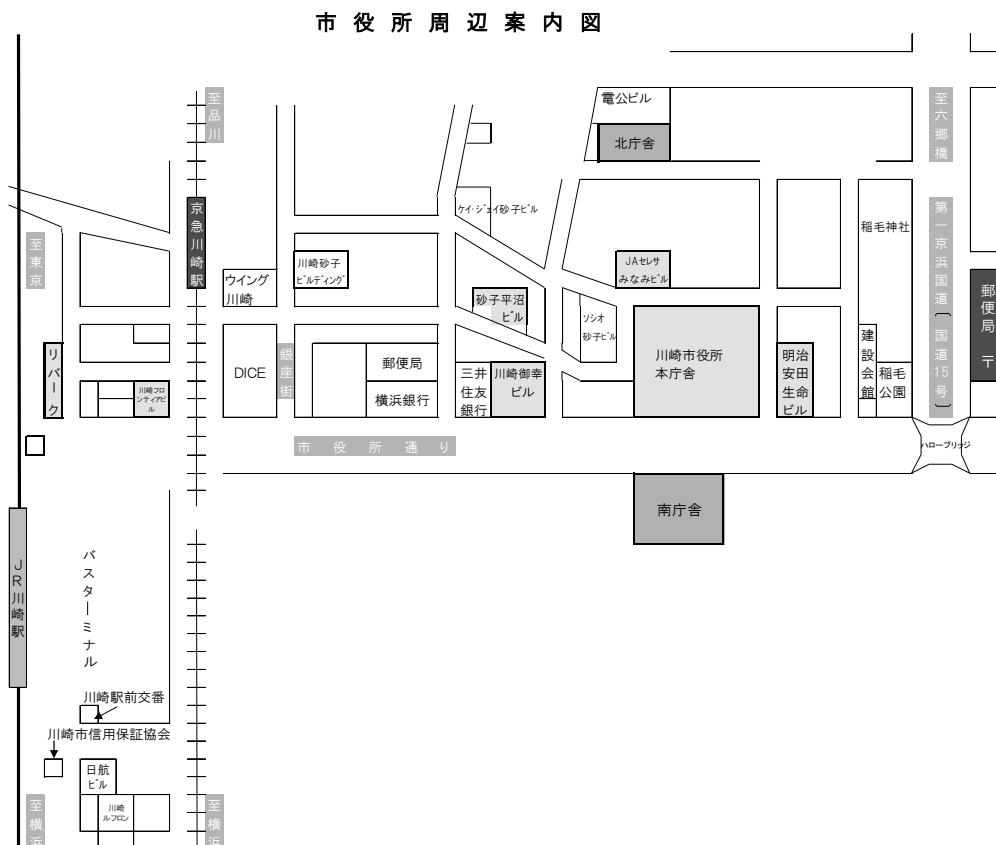 市役所周辺案内図
至品川
電公ビル
北庁舎
至六郷橋
京急川崎駅
ケイ・ジェイ砂子ビル
稲毛神社
第一京浜国道〔国道15号〕
至東京
ウイング
川崎
川崎砂子
ビルディング
砂子平沼
ビル
JAセレサ
みなみビル
ソシオ
砂子ビル
郵便局 〒
リバーク
川崎フロ
ンティアビ
ル
DICE
銀座街
郵便局
横浜銀行
三井
住友
銀行
川崎御幸
ビル
川崎市役所
本庁舎
明治
安田
生命
ビル
建設会館
稲毛
公園
市役所通り
ハローブリッジ
南庁舎
JR川崎駅
バスターミナル
川崎駅前交番
川崎市信用保証協会
日航
ビル
川崎
ルフロン
至横浜
至横浜